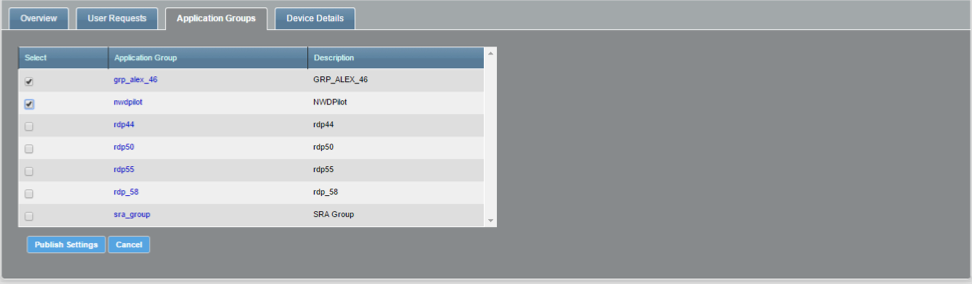 Overview User Requests Application Groups Device Details
Select Application Group Description
grp_alex_46 GRP_ALEX_46
nwdpilot NWDPilot
rdp44 rdp44
rdp50 rdp50
rdp55 rdp55
rdp_58 rdp_58
sra_group SRA Group
Publish Settings Cancel